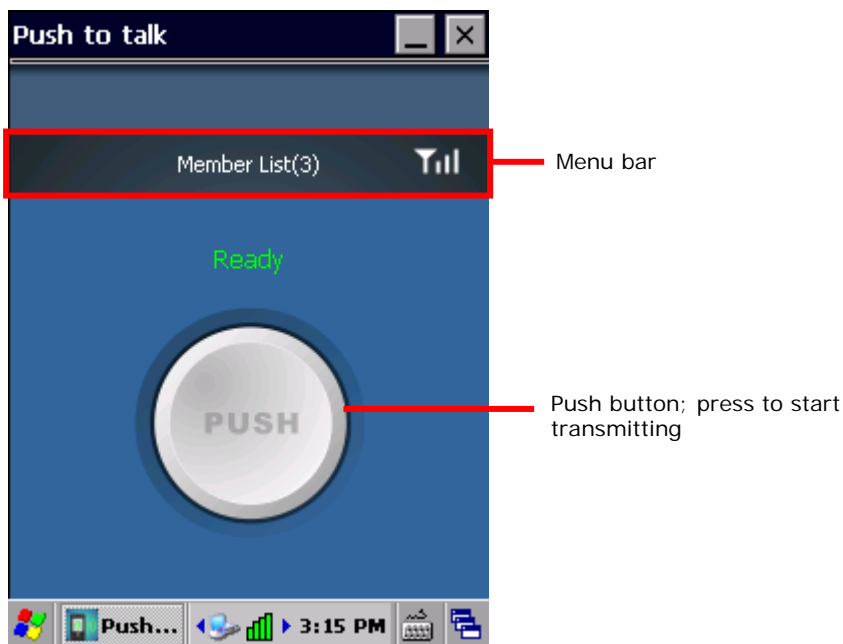 Push to talk
Member List(3)
Menu bar
Ready
PUSH
Push button; press to start
transmitting
Push...
3:15 PM